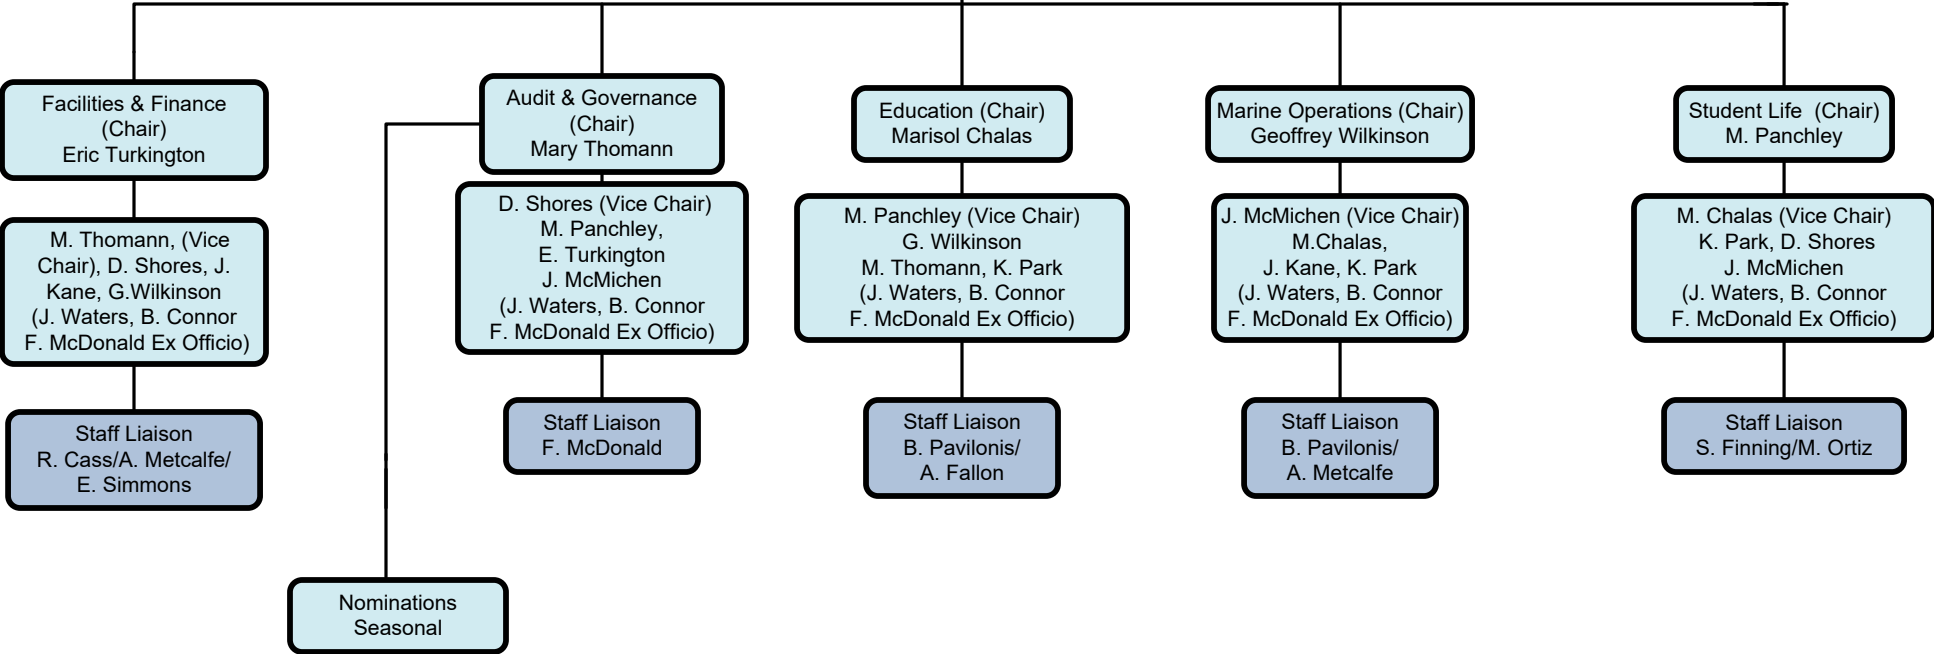 Facilities & Finance
(Chair)
Eric Turkington
M. Thomann, (Vice
Chair), D. Shores, J.
Kane, G.Wilkinson
(J. Waters, B. Connor
F. McDonald Ex Officio)
Staff Liaison
R. Cass/A. Metcalfe/
E. Simmons
Audit & Governance
(Chair)
Mary Thomann
D. Shores (Vice Chair)
M. Panchley,
E. Turkington
J. McMichen
(J. Waters, B. Connor
F. McDonald Ex Officio)
Staff Liaison
F. McDonald
Nominations
Seasonal
Education (Chair)
Marisol Chalas
M. Panchley (Vice Chair)
G. Wilkinson
M. Thomann, K. Park
(J. Waters, B. Connor
F. McDonald Ex Officio)
Staff Liaison
B. Pavilonis/
A. Fallon
Marine Operations (Chair)
Geoffrey Wilkinson
J. McMichen (Vice Chair)
M.Chalas,
J. Kane, K. Park
(J. Waters, B. Connor
F. McDonald Ex Officio)
Staff Liaison
B. Pavilonis/
A. Metcalfe
Student Life  (Chair)
M. Panchley
M. Chalas (Vice Chair)
K. Park, D. Shores
J. McMichen
(J. Waters, B. Connor
F. McDonald Ex Officio)
Staff Liaison
S. Finning/M. Ortiz